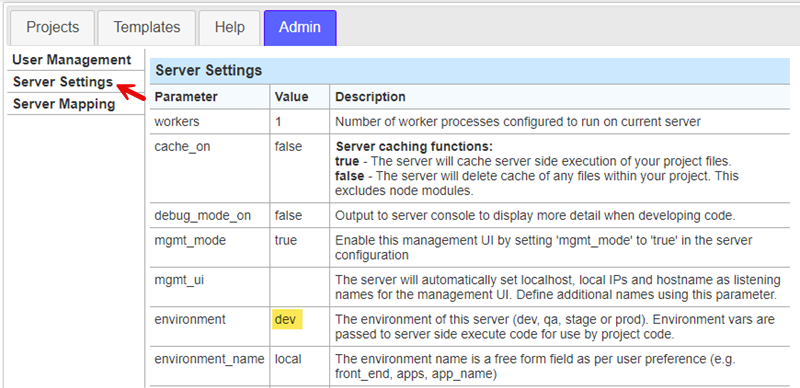 Projects Templates Help Admin
User Management
Server Settings
Server Mapping
Server Settings
Parameter Value Description
workers 1 Number of worker processes configured to run on current server
cache_on false Server caching functions:
true - The server will cache server side execution of your project files.
false - The server will delete cache of any files within your project. This
excludes node modules.
debug_mode_on false Output to server console to display more detail when developing code.
mgmt_mode true Enable this management UI by setting 'mgmt_mode' to 'true' in the server
configuration
mgmt_ui The server will automatically set localhost, local IPs and hostname as listening
names for the management UI. Define additional names using this parameter.
environment dev The environment of this server (dev, qa, stage or prod). Environment vars are
passed to server side execute code for use by project code.
environment_name local The environment name is a free form field as per user preference (e.g.
front_end, apps, app_name)